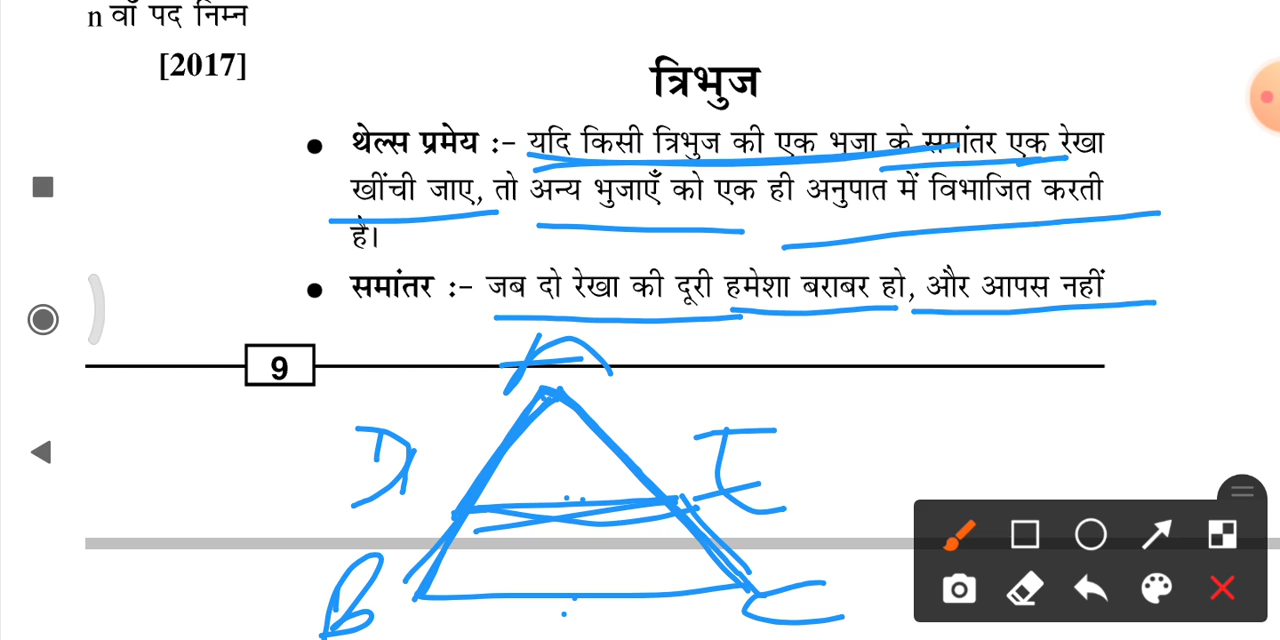 n वाँ पद निम्न
[2017]
त्रिभुज
• थेल्स प्रमेय :– यदि किसी त्रिभुज की एक भुजा के समांतर एक रेखा
खींची जाए, तो अन्य भुजाएँ को एक ही अनुपात में विभाजित करती
है।
• समांतर :– जब दो रेखा की दूरी हमेशा बराबर हो, और आपस नहीं
9
A
D E
B C